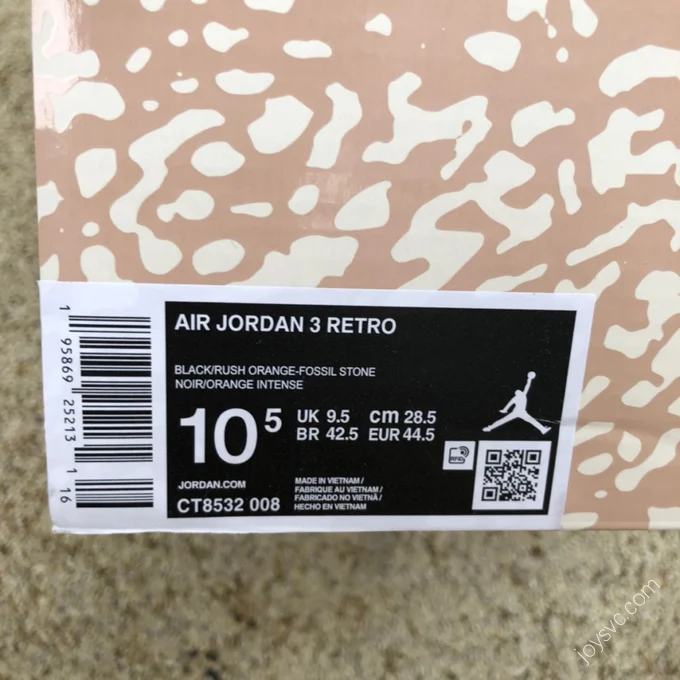 AIR JORDAN 3 RETRO
BLACK/RUSH ORANGE-FOSSIL STONE
NOIR/ORANGE INTENSE
10 5
UK 9.5 cm 28.5
BR 42.5 EUR 44.5
RFID
JORDAN.COM
CT8532 008
MADE IN VIETNAM /
FABRIQUE AU VIETNAM /
FABRICADO NO VIETNÃ /
HECHO EN VIETNAM
1 95869 25213 1 16
joysvc.com